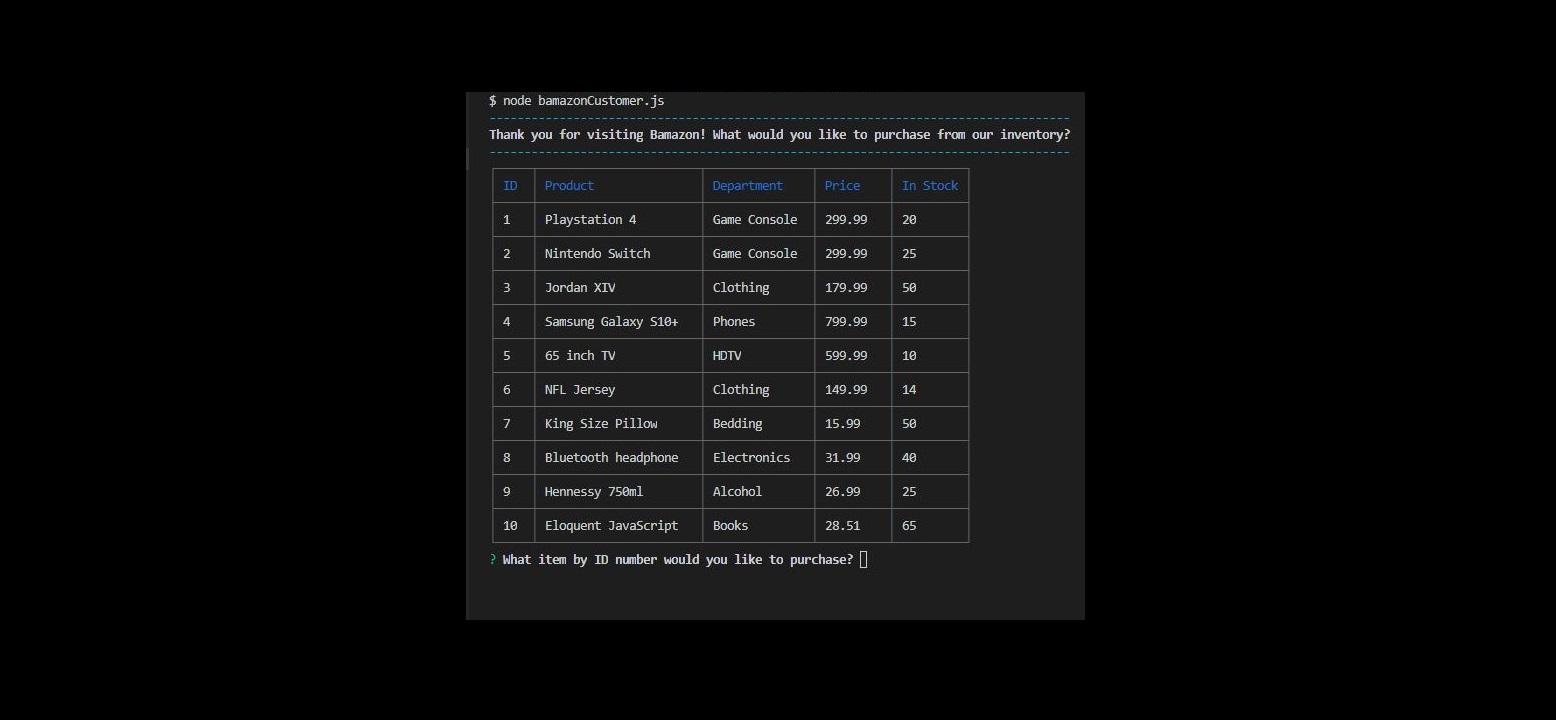 $ node bamazonCustomer.js
--------------------------------------------------------------------------------
Thank you for visiting Bamazon! What would you like to purchase from our inventory?
--------------------------------------------------------------------------------
ID Product Department Price In Stock
1 Playstation 4 Game Console 299.99 20
2 Nintendo Switch Game Console 299.99 25
3 Jordan XIV Clothing 179.99 50
4 Samsung Galaxy S10+ Phones 799.99 15
5 65 inch TV HDTV 599.99 10
6 NFL Jersey Clothing 149.99 14
7 King Size Pillow Bedding 15.99 50
8 Bluetooth headphone Electronics 31.99 40
9 Hennessy 750ml Alcohol 26.99 25
10 Eloquent JavaScript Books 28.51 65
? What item by ID number would you like to purchase?